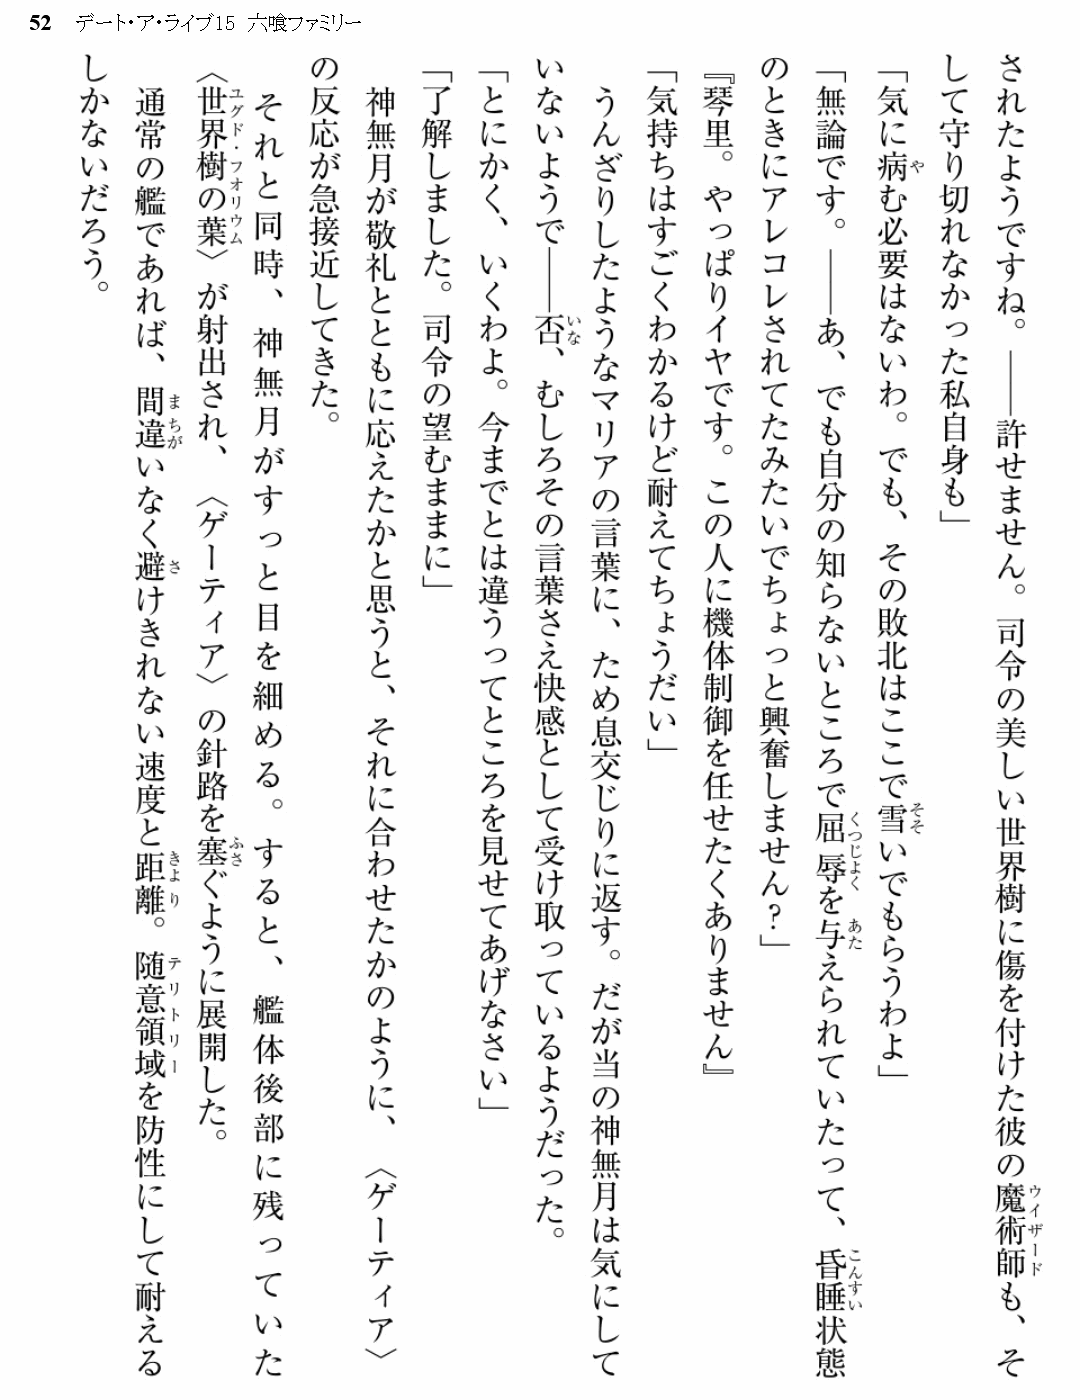 52 デート・ア・ライブ15 六喰ファミリー
されたようですね。――許せません。司令の美しい世界樹に傷を付けた彼の魔術師も、そ
して守り切れなかった私自身も」
「気に病む必要はないわ。でも、その敗北はここで雪いでもらうわよ」
「無論です。――あ、でも自分の知らないところで屈辱を与えられていたって、昏睡状態
のときにアレコレされてたみたいでちょっと興奮しません？」
『琴里。やっぱりイヤです。この人に機体制御を任せたくありません』
「気持ちはすごくわかるけど耐えてちょうだい」
うんざりしたようなマリアの言葉に、ため息交じりに返す。だが当の神無月は気にして
いないようで――否、むしろその言葉さえ快感として受け取っているようだった。
「とにかく、いくわよ。今までとは違うってところを見せてあげなさい」
「了解しました。司令の望むままに」
神無月が敬礼とともに応えたかと思うと、それに合わせたかのように、〈ゲーティア〉
の反応が急接近してきた。
それと同時、神無月がすっと目を細める。すると、艦体後部に残っていた
〈世界樹の葉〉が射出され、〈ゲーティア〉の針路を塞ぐように展開した。
通常の艦であれば、間違いなく避けきれない速度と距離。随意領域を防性にして耐える
しかないだろう。